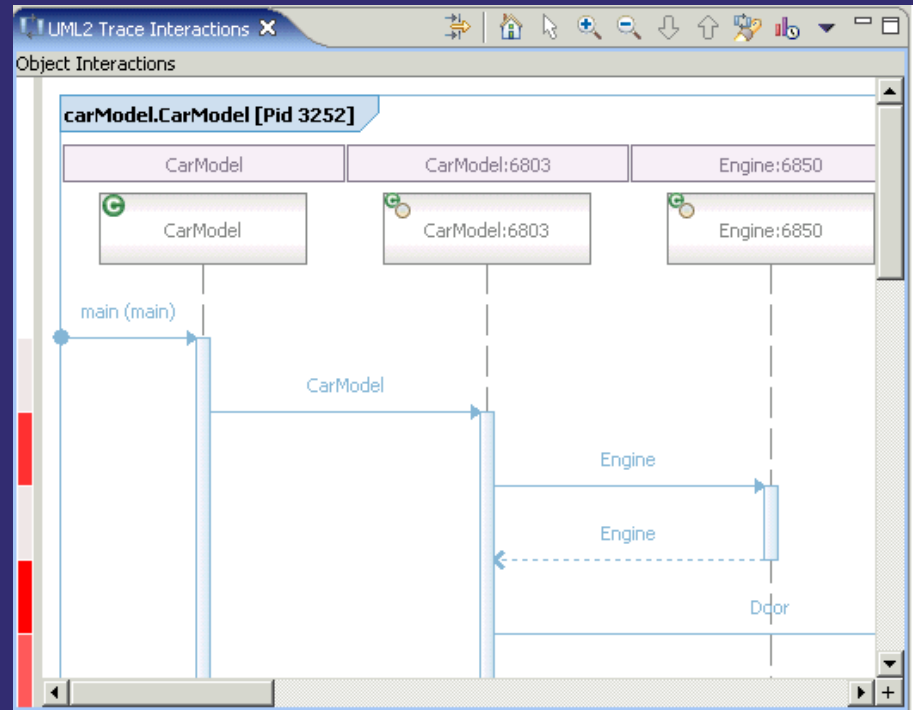 UML2 Trace Interactions
Object Interactions
carModel.CarModel [Pid 3252]
CarModel
CarModel:6803
Engine:6850
CarModel
CarModel:6803
Engine:6850
main (main)
CarModel
Engine
Engine
Door